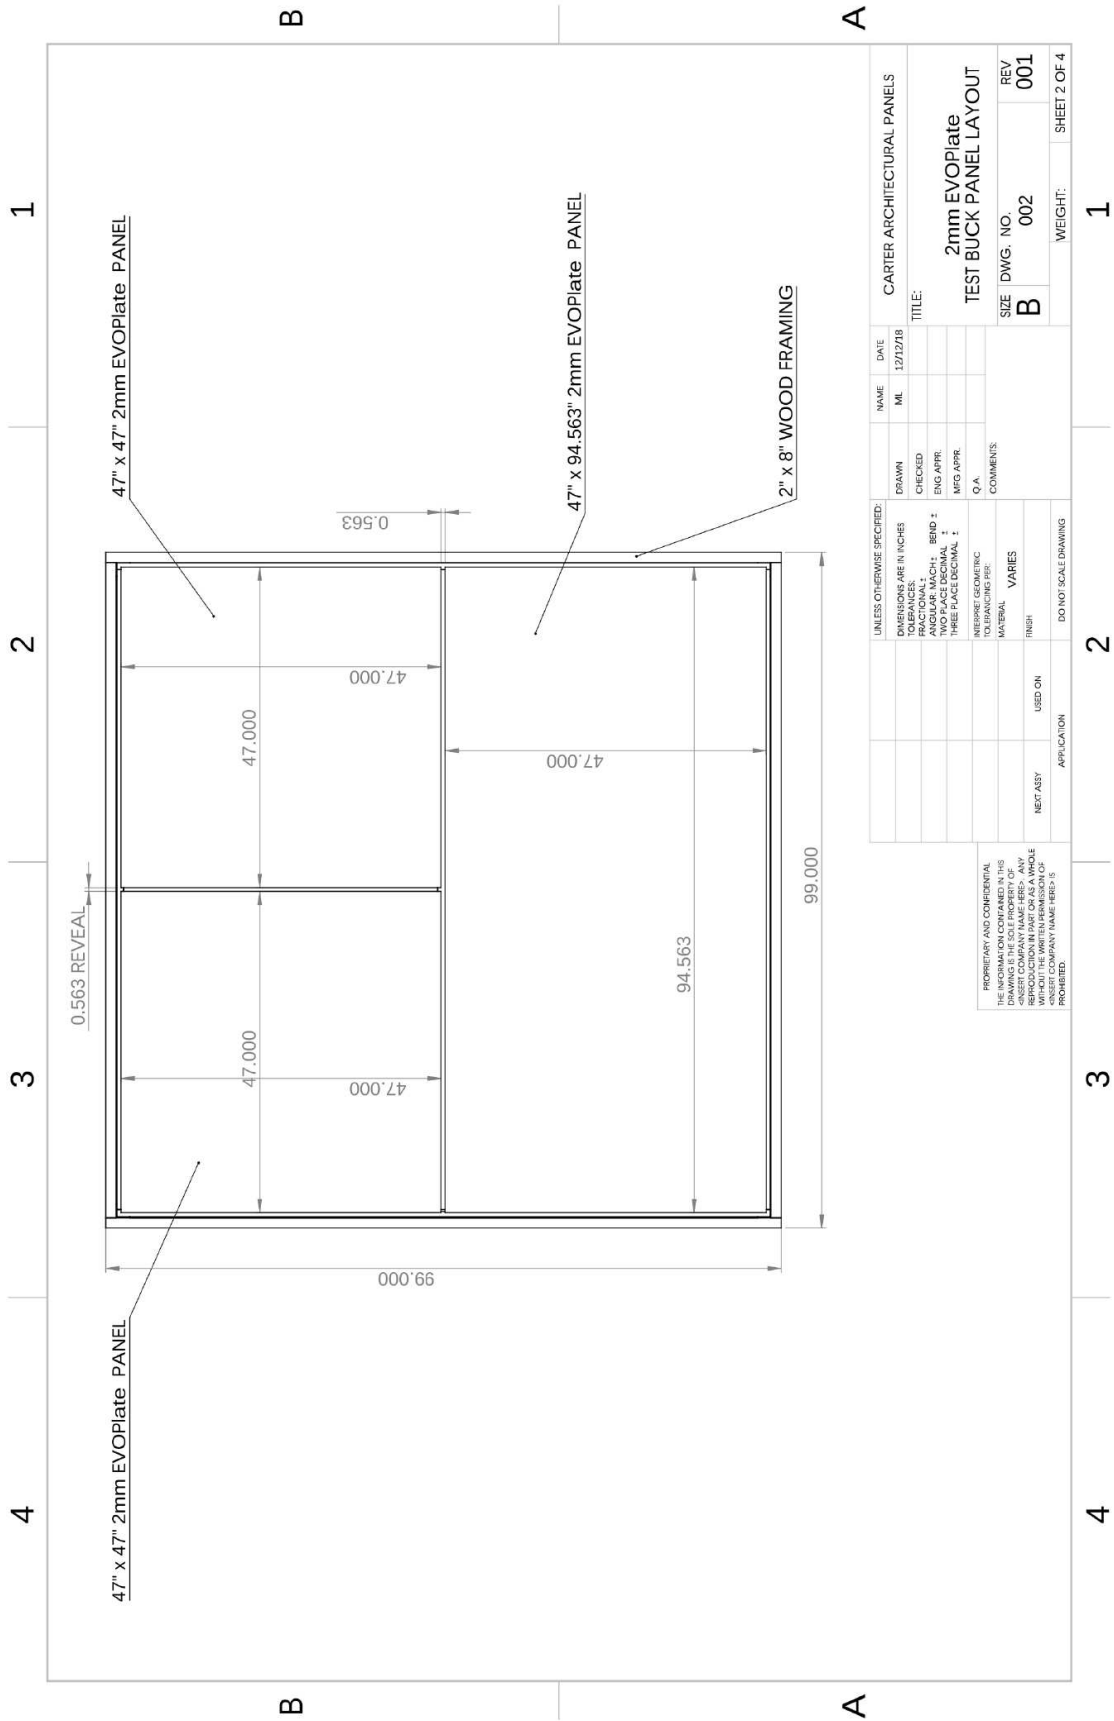 4
3
2
1
B
B
A
A
4
3
2
1
47" x 47" 2mm EVOPlate PANEL
0.563 REVEAL
47" x 47" 2mm EVOPlate PANEL
47.000
47.000
47.000
47.000
0.563
99.000
47.000
94.563
47" x 94.563" 2mm EVOPlate PANEL
99.000
2" x 8" WOOD FRAMING
PROPRIETARY AND CONFIDENTIAL
THE INFORMATION CONTAINED IN THIS
DRAWING IS THE SOLE PROPERTY OF
<INSERT COMPANY NAME HERE>. ANY
REPRODUCTION IN PART OR AS A WHOLE
WITHOUT THE WRITTEN PERMISSION OF
<INSERT COMPANY NAME HERE> IS
PROHIBITED.
NEXT ASSY
USED ON
APPLICATION
UNLESS OTHERWISE SPECIFIED:
DIMENSIONS ARE IN INCHES
TOLERANCES:
FRACTIONAL ±
ANGULAR: MACH ± BEND ±
TWO PLACE DECIMAL ±
THREE PLACE DECIMAL ±
INTERPRET GEOMETRIC
TOLERANCING PER:
MATERIAL
VARIES
FINISH
DO NOT SCALE DRAWING
NAME DATE
DRAWN ML 12/12/18
CHECKED
ENG APPR.
MFG APPR.
Q.A.
COMMENTS:
CARTER ARCHITECTURAL PANELS
TITLE:
2mm EVOPlate
TEST BUCK PANEL LAYOUT
SIZE DWG. NO. REV
B 002 001
WEIGHT: SHEET 2 OF 4